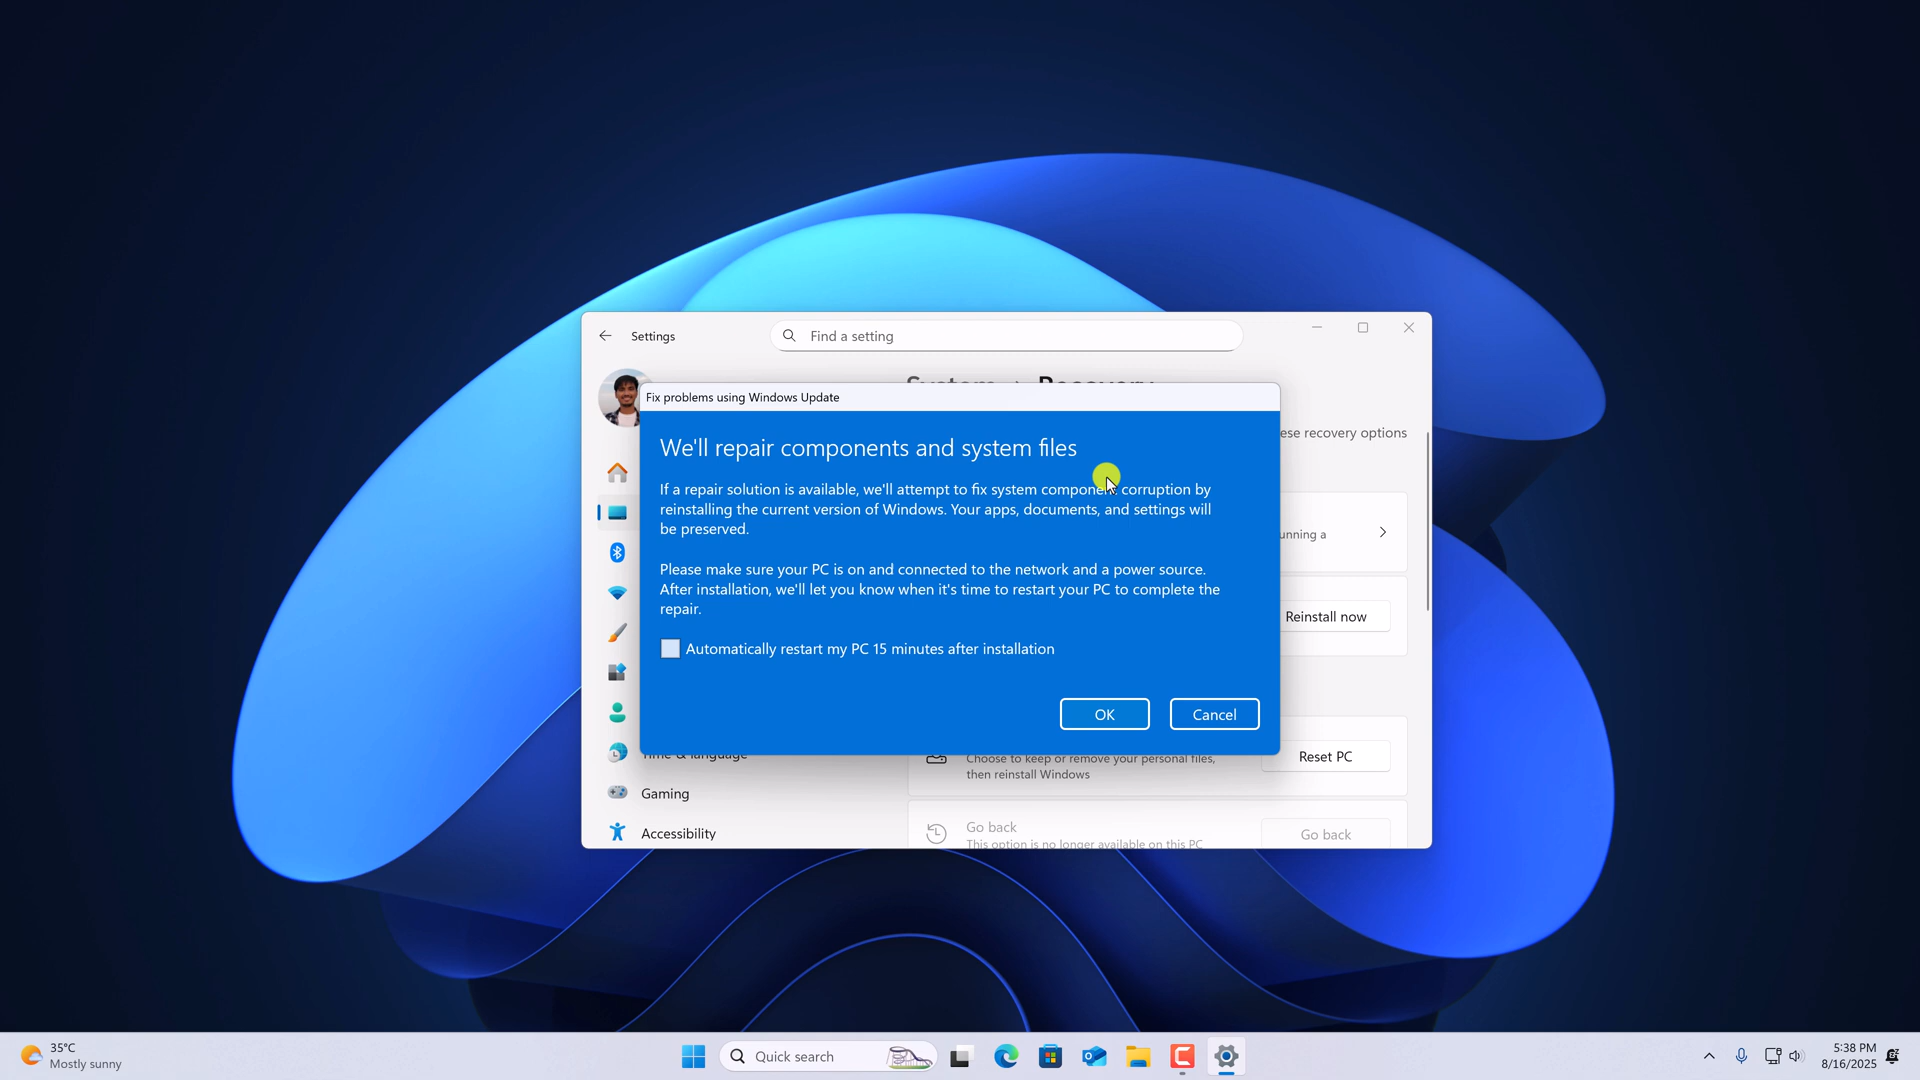 Settings
Find a setting
System
Recovery
Fix problems using Windows Update
ese recovery options
We'll repair components and system files
If a repair solution is available, we'll attempt to fix system component corruption by
reinstalling the current version of Windows. Your apps, documents, and settings will
be preserved.
unning a
Please make sure your PC is on and connected to the network and a power source.
After installation, we'll let you know when it's time to restart your PC to complete the
repair.
Reinstall now
Automatically restart my PC 15 minutes after installation
OK
Cancel
Time & language
Choose to keep or remove your personal files,
then reinstall Windows
Reset PC
Gaming
Accessibility
Go back
This option is no longer available on this PC
Go back
35°C
Mostly sunny
Quick search
5:38 PM
8/16/2025